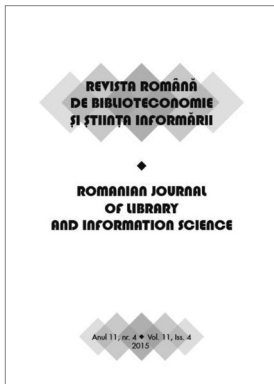 REVISTA ROMÂNĂ
DE BIBLIOTECONOMIE
ȘI ȘTIINȚA INFORMĂRII
ROMANIAN JOURNAL
OF LIBRARY
AND INFORMATION SCIENCE
Anul 11, nr. 4 ◆ Vol. 11, Iss. 4
2015